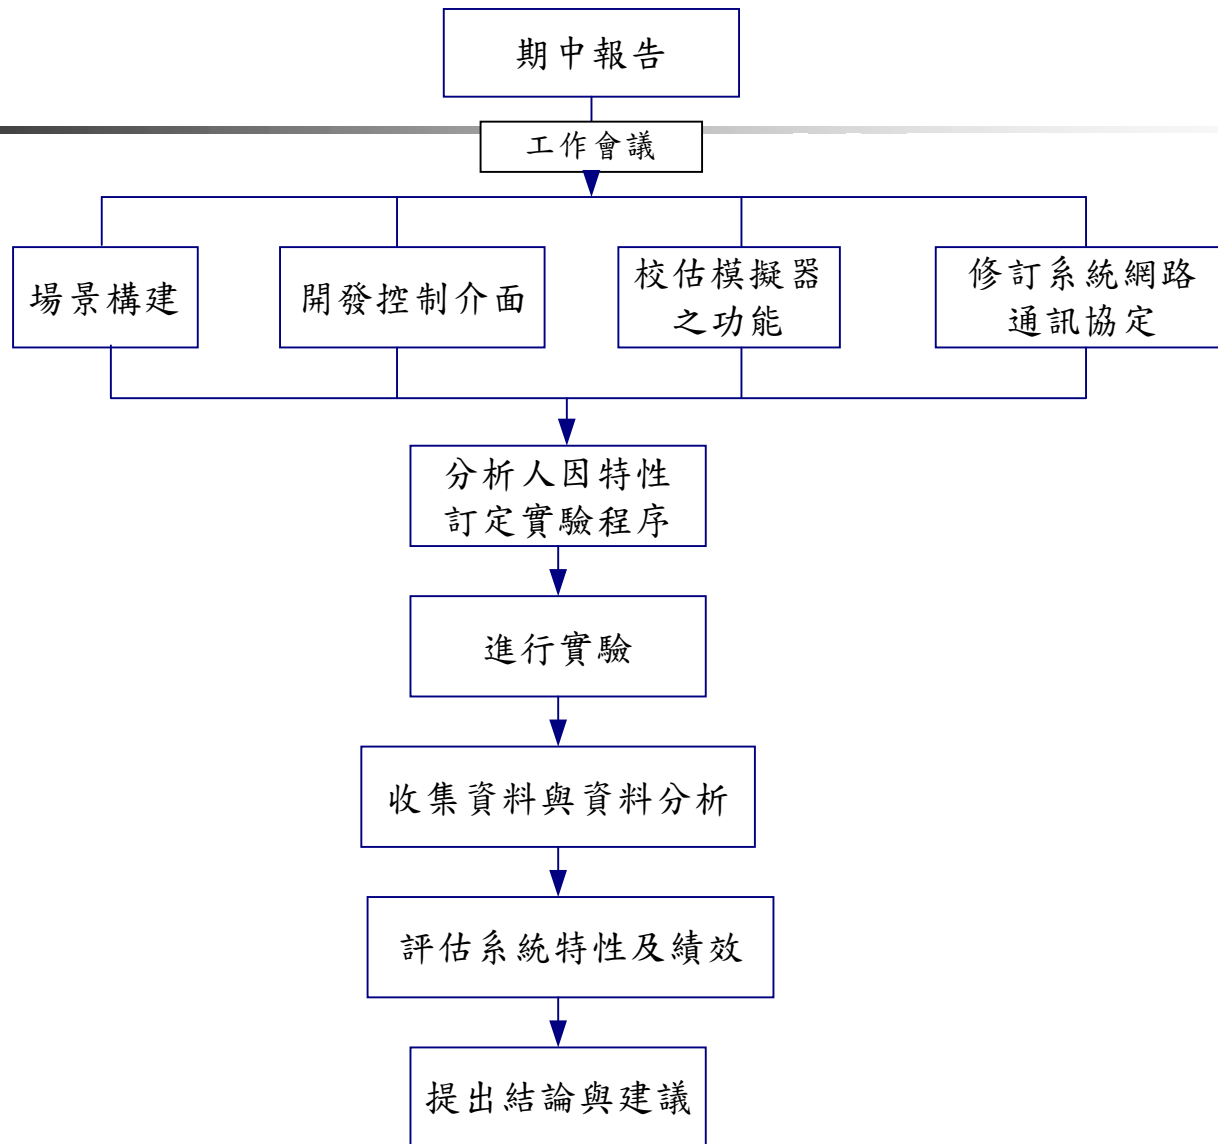 期中報告
工作會議
場景構建
開發控制介面
校估模擬器
之功能
修訂系統網路
通訊協定
分析人因特性
訂定實驗程序
進行實驗
收集資料與資料分析
評估系統特性及績效
提出結論與建議